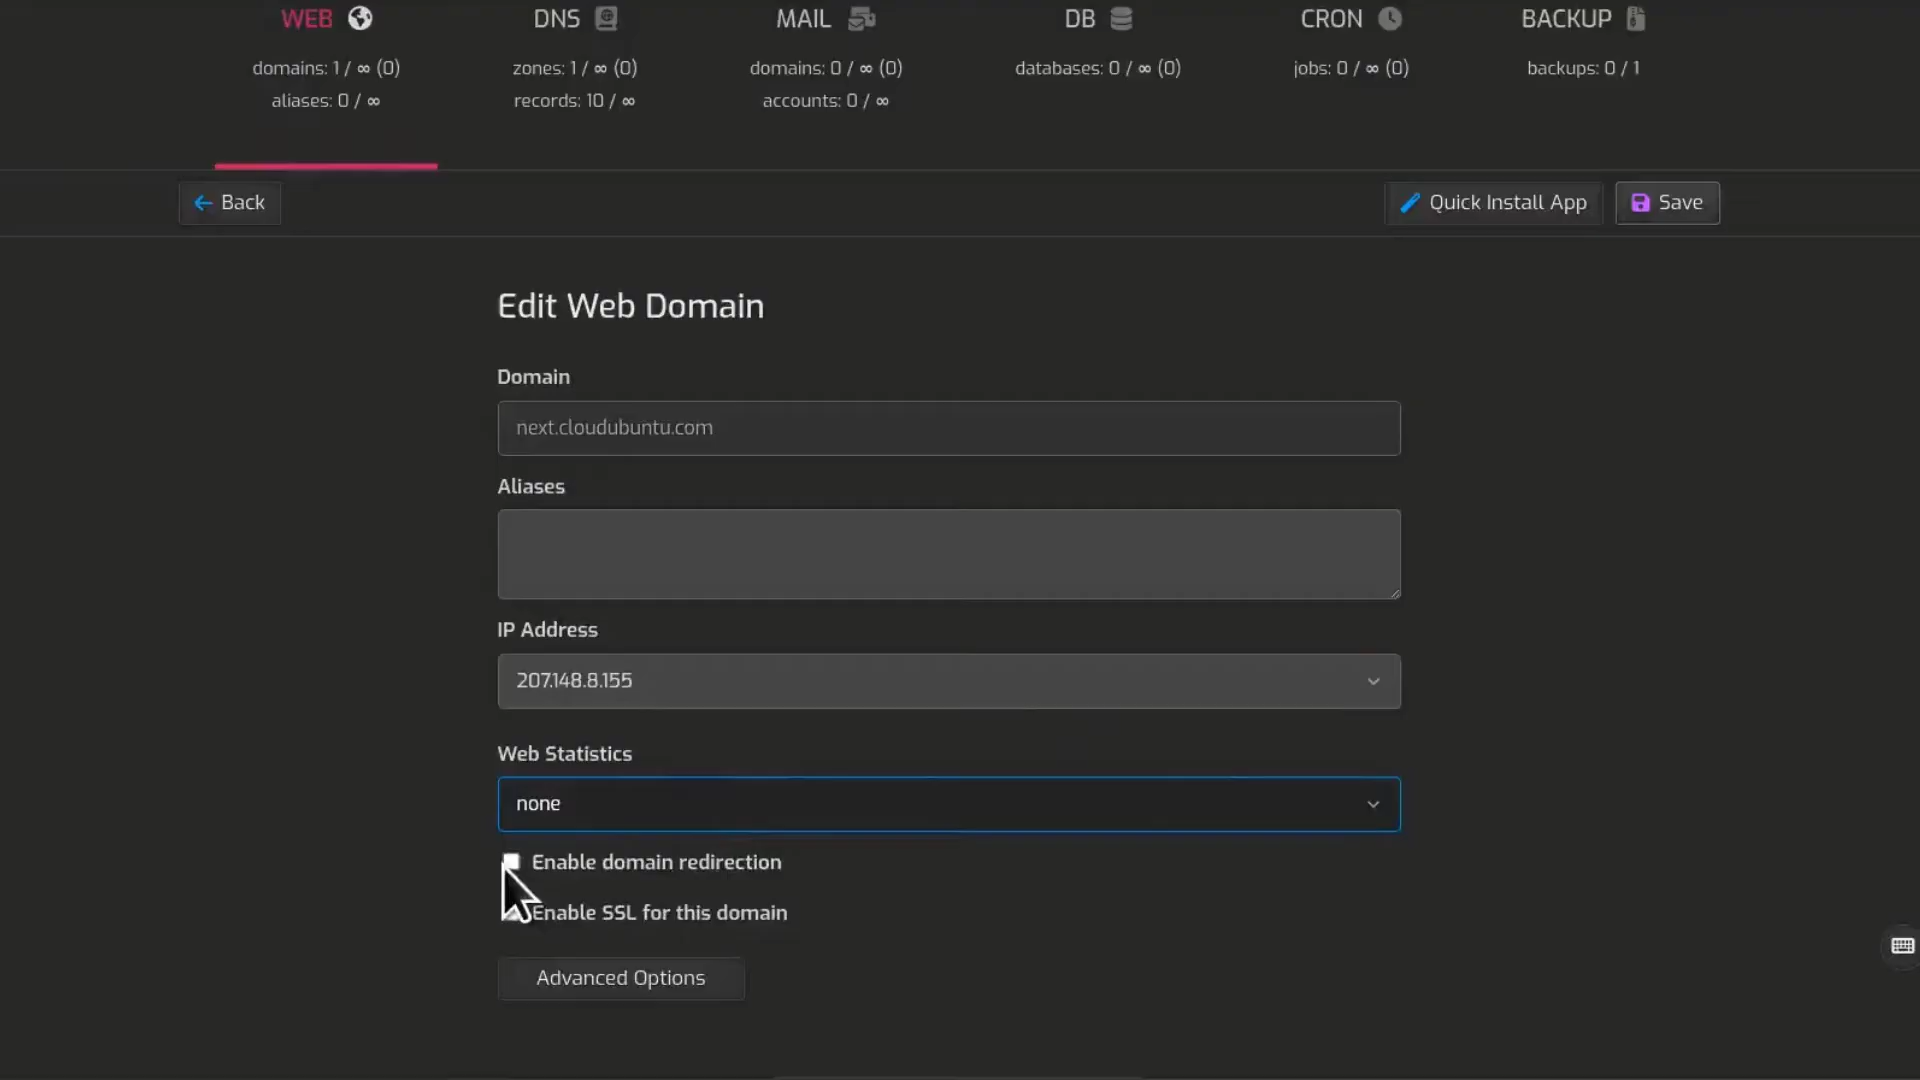 WEB DNS MAIL DB CRON BACKUP
domains: 1 / ∞ (0) zones: 1 / ∞ (0) domains: 0 / ∞ (0) databases: 0 / ∞ (0) jobs: 0 / ∞ (0) backups: 0 / 1
aliases: 0 / ∞ records: 10 / ∞ accounts: 0 / ∞
Back Quick Install App Save
Edit Web Domain
Domain
next.cloudubuntu.com
Aliases
IP Address
207.148.8.155
Web Statistics
none
Enable domain redirection
Enable SSL for this domain
Advanced Options